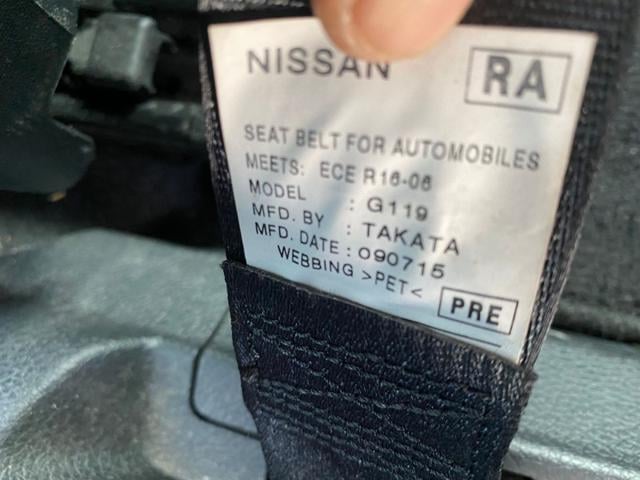 NISSAN
RA
SEAT BELT FOR AUTOMOBILES
MEETS: ECE R16-06
MODEL : G119
MFD. BY : TAKATA
MFD. DATE : 090715
WEBBING >PET<
PRE